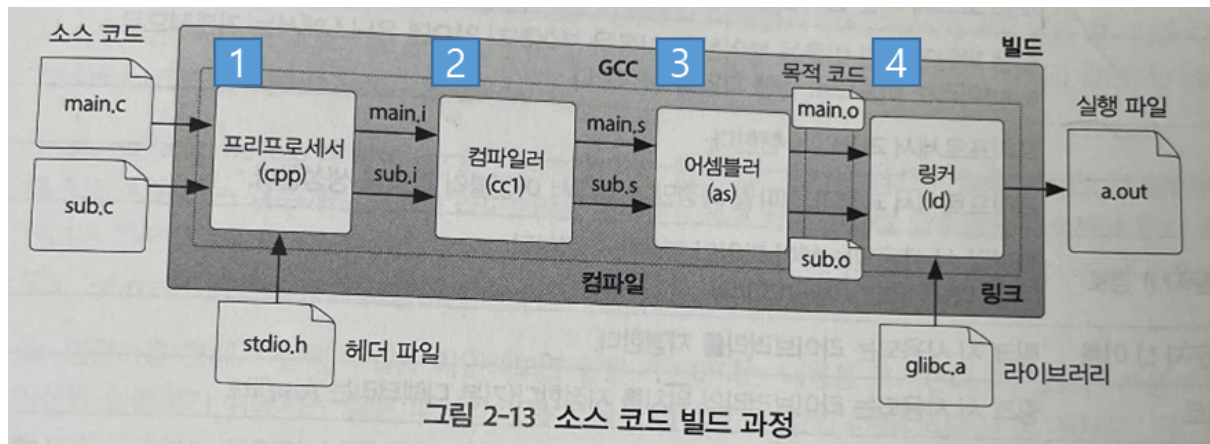 소스 코드
빌드
1
2
3
4
GCC
목적 코드
실행 파일
main.c
sub.c
프리프로세서
(cpp)
main.i
sub.i
컴파일러
(cc1)
main.s
sub.s
어셈블러
(as)
main.o
sub.o
링커
(ld)
a.out
컴파일
링크
stdio.h
헤더 파일
glibc.a
라이브러리
그림 2-13 소스 코드 빌드 과정